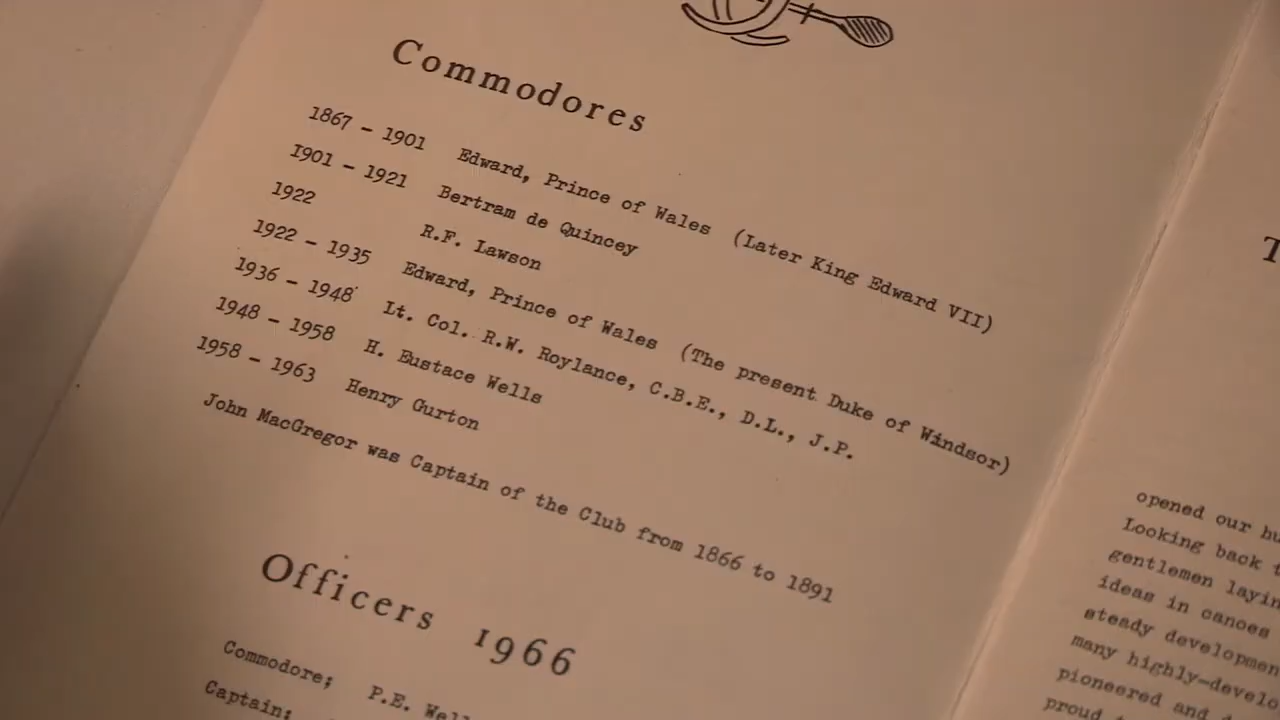 Commodores
1867 - 1901 Edward, Prince of Wales (Later King Edward VII)
1901 - 1921 Bertram de Quincey
1922 R.F. Lawson
1922 - 1935 Edward, Prince of Wales (The present Duke of Windsor)
1936 - 1948 Lt. Col. R.W. Roylance, C.B.E., D.L., J.P.
1948 - 1958 H. Eustace Wells
1958 - 1963 Henry Gurton
John MacGregor was Captain of the Club from 1866 to 1891
Officers 1966
Commodore; P.E.
Captain;
opened our
Looking back
gentlemen
ideas in canoes
steady
many
pioneered and
proud